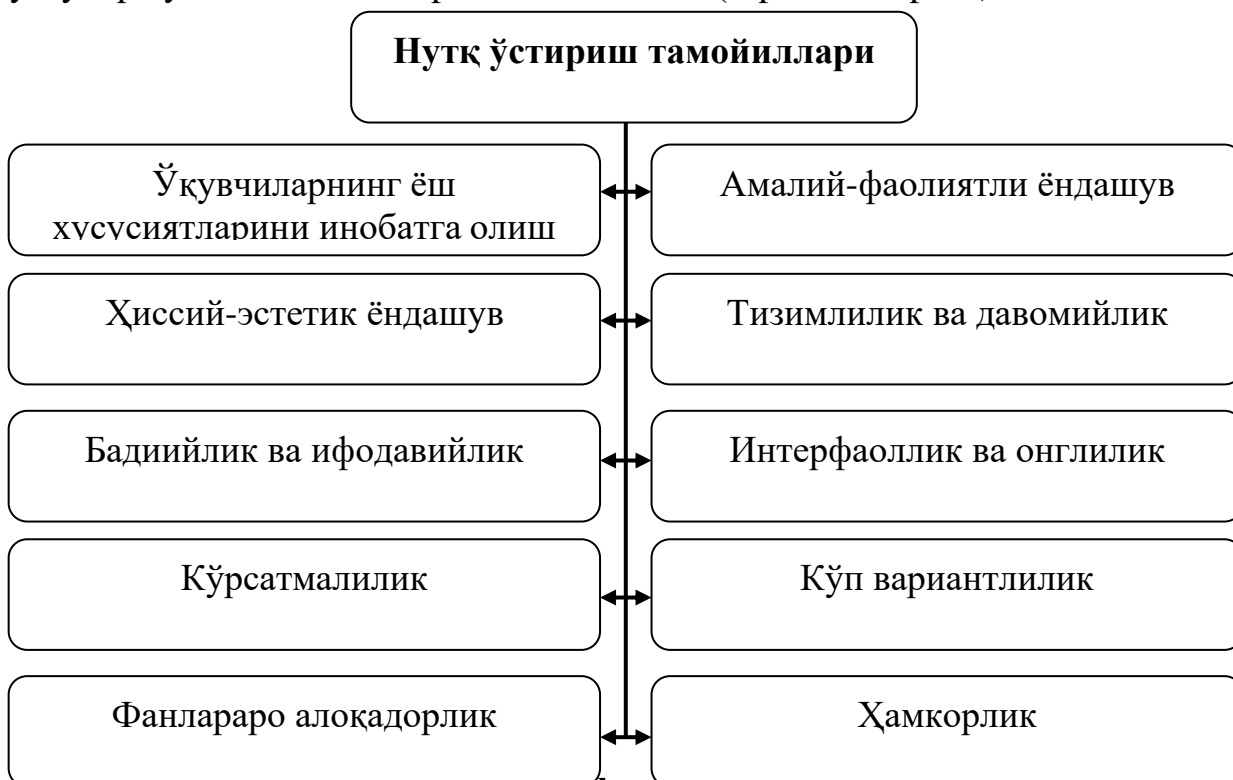 Нутқ ўстириш тамойиллари
Ўқувчиларнинг ёш
хусусиятларини инобатга олиш
Амалий-фаолиятли ёндашув
Ҳиссий-эстетик ёндашув
Тизимлилик ва давомийлик
Бадиийлик ва ифодавийлик
Интерфаоллик ва онглилик
Кўрсатмалилик
Кўп вариантлилик
Фанлараро алоқадорлик
Ҳамкорлик